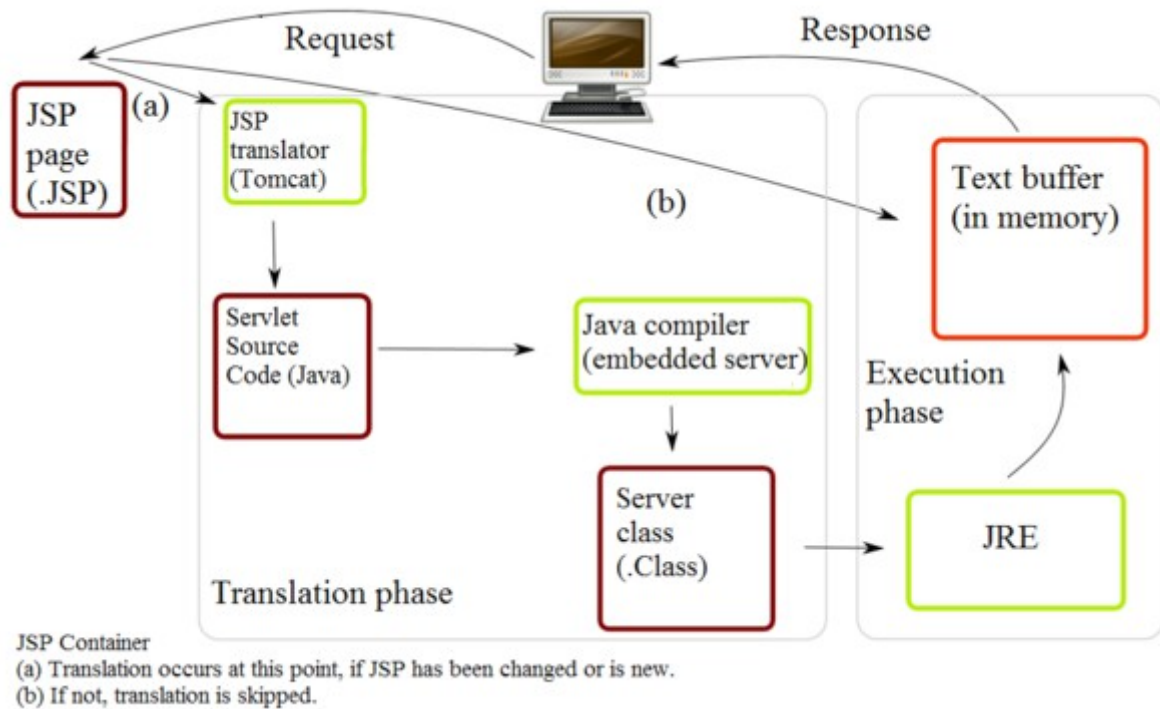 Request
Response
JSP
page
(.JSP)
(a)
JSP
translator
(Tomcat)
(b)
Text buffer
(in memory)
Servlet
Source
Code (Java)
Java compiler
(embedded server)
Execution
phase
Server
class
(.Class)
JRE
Translation phase
JSP Container
(a) Translation occurs at this point, if JSP has been changed or is new.
(b) If not, translation is skipped.